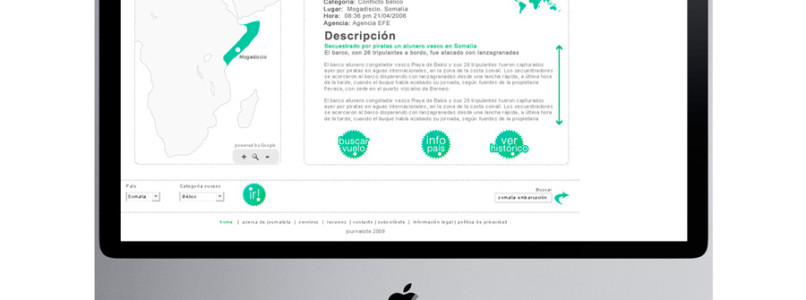 Categoría: Conflicto bélico
Lugar: Mogadiscio. Somalia
Hora: 08:36 pm 21/04/2008
Agencia: Agencia EFE
Mogadiscio
Descripción
Secuestrado por piratas un atunero vasco en Somalia
El barco, con 26 tripulantes a bordo, fue atacado con lanzagranadas
El barco atunero congelador vasco Playa de Bakio y sus 26 tripulantes fueron capturados
ayer por piratas en aguas internacionales, en la zona de la costa somalí. Los secuestradores
se acercaron al barco disparando con lanzagranadas desde una lancha rápida, a última hora
de la tarde, cuando el buque había acabado su jornada, según fuentes de la propietaria
Pevasa, con sede en el puerto vizcaíno de Bermeo.
El barco atunero congelador vasco Playa de Bakio y sus 26 tripulantes fueron capturados
ayer por piratas en aguas internacionales, en la zona de la costa somalí. Los secuestradores
se acercaron al barco disparando con lanzagranadas desde una lancha rápida, a última hora
de la tarde, cuando el buque había acabado su jornada, según fuentes de la propietaria
powered by Google
+ -
buscar vuelo
info país
ver histórico
País
Somalia
Categoría suceso
Bélico
ir!
Buscar
somalia embarcación
home | acerca de journalista | servicios | recursos | contacto | subscríbete | información legal | política de privacidad
journalista 2009